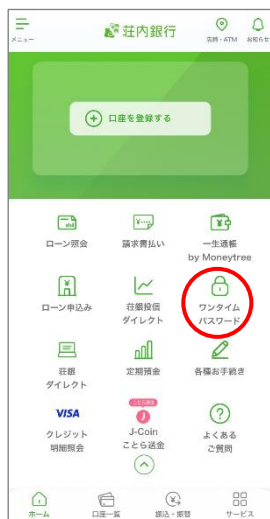 荘内銀行
メニュー
店舗・ATM
お知らせ
口座を登録する
ローン照会
請求書払い
一生通帳
by Moneytree
ローン申込み
荘銀投信
ダイレクト
ワンタイム
パスワード
荘銀
ダイレクト
定期預金
各種お手続き
VISA
クレジット
明細照会
ことら送金
J-Coin
ことら送金
よくある
ご質問
ホーム
口座一覧
振込・振替
サービス